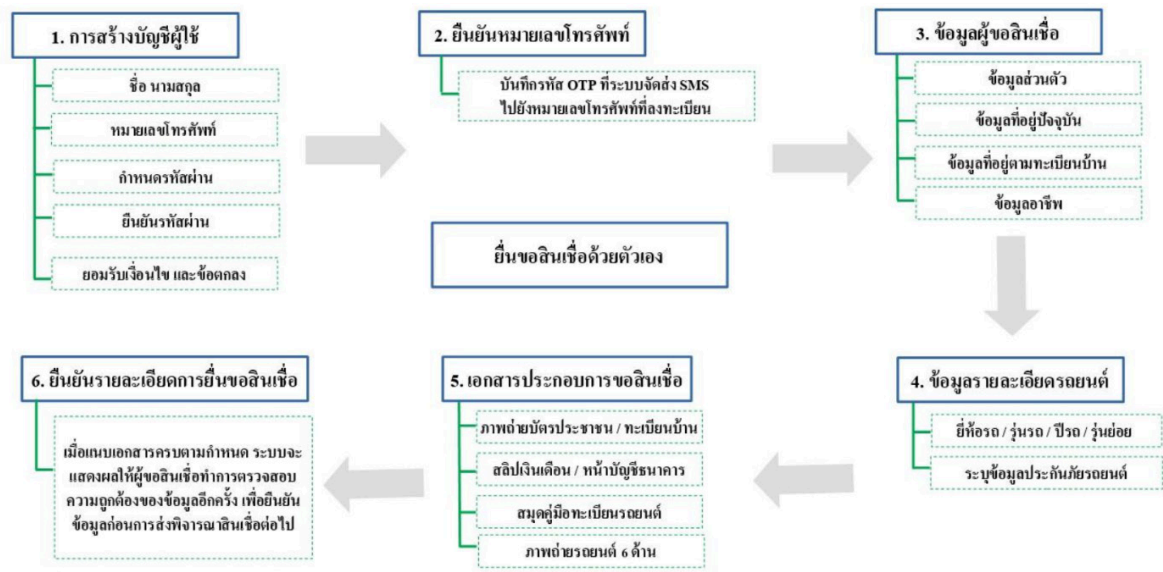 1. การสร้างบัญชีผู้ใช้
ชื่อ นามสกุล
หมายเลขโทรศัพท์
กำหนดรหัสผ่าน
ยืนยันรหัสผ่าน
ยอมรับเงื่อนไข และข้อตกลง
2. ยืนยันหมายเลขโทรศัพท์
บันทึกรหัส OTP ที่ระบบจัดส่ง SMS
ไปยังหมายเลขโทรศัพท์ที่ลงทะเบียน
3. ข้อมูลผู้ขอสินเชื่อ
ข้อมูลส่วนตัว
ข้อมูลที่อยู่ปัจจุบัน
ข้อมูลที่อยู่ตามทะเบียนบ้าน
ข้อมูลอาชีพ
ยื่นขอสินเชื่อด้วยตัวเอง
4. ข้อมูลรายละเอียดรถยนต์
ยี่ห้อรถ / รุ่นรถ / ปีรถ / รุ่นย่อย
ระบุข้อมูลประกันภัยรถยนต์
5. เอกสารประกอบการขอสินเชื่อ
ภาพถ่ายบัตรประชาชน / ทะเบียนบ้าน
สลิปเงินเดือน / หน้าบัญชีธนาคาร
สมุดคู่มือทะเบียนรถยนต์
ภาพถ่ายรถยนต์ 6 ด้าน
6. ยืนยันรายละเอียดการยื่นขอสินเชื่อ
เมื่อแนบเอกสารครบตามกำหนด ระบบจะ
แสดงผลให้ผู้ขอสินเชื่อทำการตรวจสอบ
ความถูกต้องของข้อมูลอีกครั้ง เพื่อยืนยัน
ข้อมูลก่อนการส่งพิจารณาสินเชื่อต่อไป